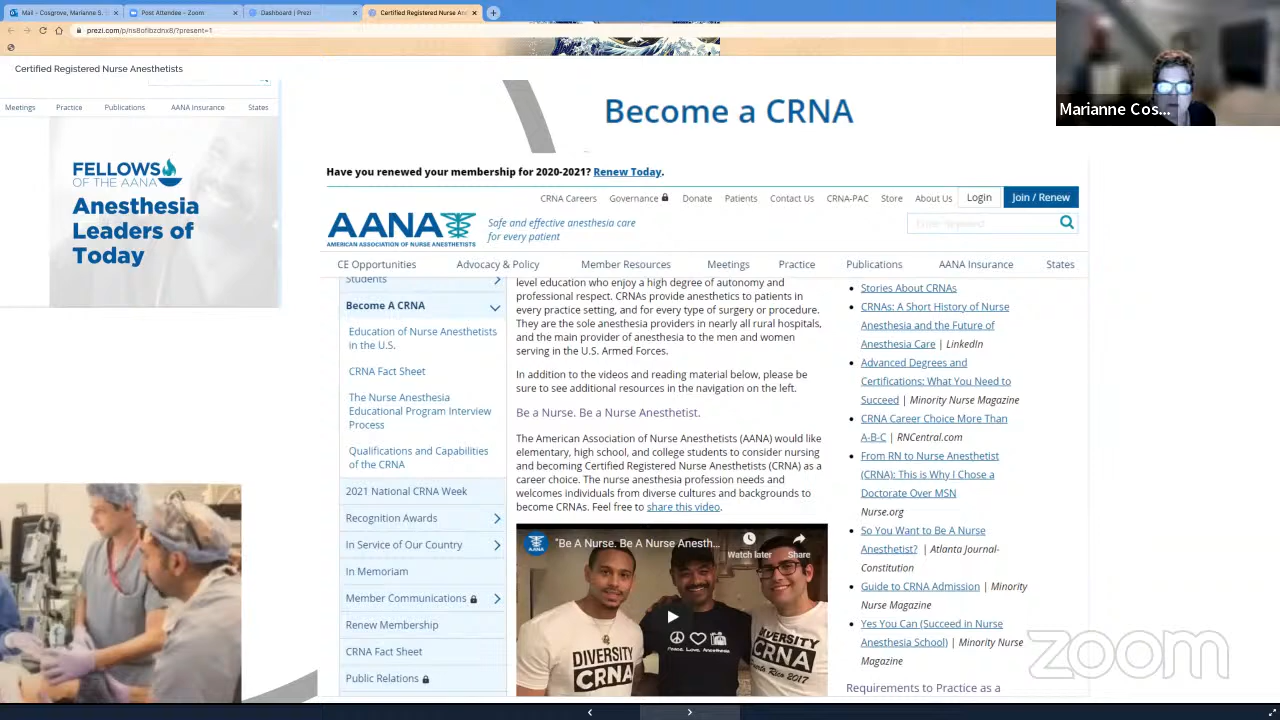 Mail – Cosgrove, Marianne S.
Post Attendee – Zoom
Dashboard | Prezi
Certified Registered Nurse An
prezi.com/p/ns8oflbzdnx8/?present=1
Certified Registered Nurse Anesthetists
Marianne Cos...
Meetings Practice Publications AANA Insurance States
FELLOWS
OF THE AANA
Anesthesia
Leaders of
Today
Become a CRNA
Have you renewed your membership for 2020-2021? Renew Today.
CRNA Careers Governance Donate Patients Contact Us CRNA-PAC Store About Us Login Join / Renew
AANA
AMERICAN ASSOCIATION OF NURSE ANESTHETISTS
Safe and effective anesthesia care
for every patient
CE Opportunities Advocacy & Policy Member Resources Meetings Practice Publications AANA Insurance States
Students
Become A CRNA
Education of Nurse Anesthetists
in the U.S.
CRNA Fact Sheet
The Nurse Anesthesia
Educational Program Interview
Process
Qualifications and Capabilities
of the CRNA
2021 National CRNA Week
Recognition Awards
In Service of Our Country
In Memoriam
Member Communications
Renew Membership
CRNA Fact Sheet
Public Relations
level education who enjoy a high degree of autonomy and
professional respect. CRNAs provide anesthetics to patients in
every practice setting, and for every type of surgery or procedure.
They are the sole anesthesia providers in nearly all rural hospitals,
and the main provider of anesthesia to the men and women
serving in the U.S. Armed Forces.
In addition to the videos and reading material below, please be
sure to see additional resources in the navigation on the left.
Be a Nurse. Be a Nurse Anesthetist.
The American Association of Nurse Anesthetists (AANA) would like
elementary, high school, and college students to consider nursing
and becoming Certified Registered Nurse Anesthetists (CRNA) as a
career choice. The nurse anesthesia profession needs and
welcomes individuals from diverse cultures and backgrounds to
become CRNAs. Feel free to share this video.
AANA
"Be A Nurse. Be A Nurse Anesth...
Watch later
Share
DIVERSITY
CRNA
Peace. Love. Anesthesia.
DIVERSITY
CRNA
Puerto Rico 2017
Stories About CRNAs
CRNAs: A Short History of Nurse
Anesthesia and the Future of
Anesthesia Care | LinkedIn
Advanced Degrees and
Certifications: What You Need to
Succeed | Minority Nurse Magazine
CRNA Career Choice More Than
A-B-C | RNCentral.com
From RN to Nurse Anesthetist
(CRNA): This is Why I Chose a
Doctorate Over MSN
Nurse.org
So You Want to Be A Nurse
Anesthetist? | Atlanta Journal-
Constitution
Guide to CRNA Admission | Minority
Nurse Magazine
Yes You Can (Succeed in Nurse
Anesthesia School) | Minority Nurse
Magazine
Requirements to Practice as a
zoom